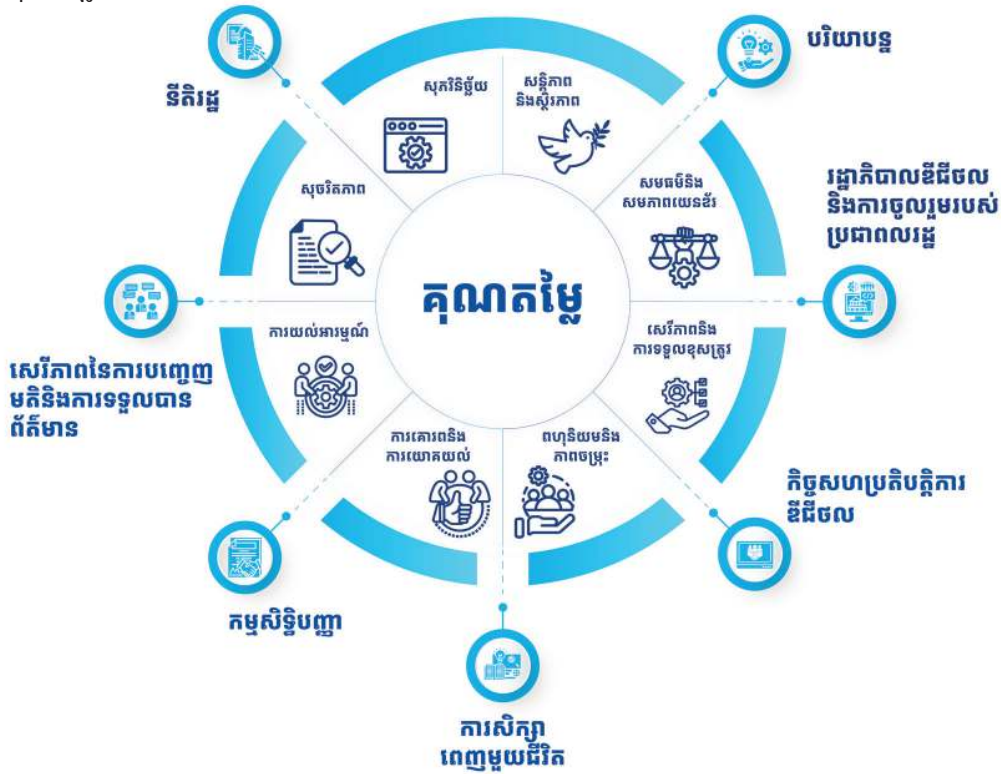 នីតិរដ្ឋ
បរិយាបន្ន
សុភវិនិច្ឆ័យ
សន្តិភាព
និងស្ថិរភាព
សុចរិតភាព
សមធម៌និង
សមភាពយេនឌ័រ
រដ្ឋាភិបាលឌីជីថល
និងការចូលរួមរបស់
ប្រជាពលរដ្ឋ
គុណតម្លៃ
ការយល់អារម្មណ៍
សេរីភាពនិង
ការទទួលខុសត្រូវ
សេរីភាពនៃការបញ្ចេញ
មតិនិងការទទួលបាន
ព័ត៌មាន
ការគោរពនិង
ការយោគយល់
ពហុនិយមនិង
ភាពចម្រុះ
កិច្ចសហប្រតិបត្តិការ
ឌីជីថល
កម្មសិទ្ធិបញ្ញា
ការសិក្សា
ពេញមួយជីវិត